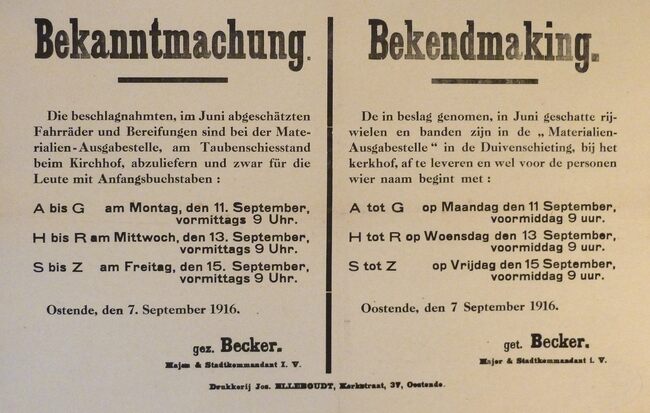 Bekanntmachung.
Die beschlagnahmten, im Juni abgeschätzten
Fahrräder und Bereifungen sind bei der Mate-
rialien-Ausgabestelle, am Taubenschiesstand
beim Kirchhof, abzuliefern und zwar für die
Leute mit Anfangsbuchstaben :
A bis G am Montag, den 11. September,
vormittags 9 Uhr.
H bis R am Mittwoch, den 13. September,
vormittags 9 Uhr.
S bis Z am Freitag, den 15. September,
vormittags 9 Uhr.
Ostende, den 7. September 1916.
gez. Becker.
Major & Stadtkommandant I. V.
Bekendmaking.
De in beslag genomen, in Juni geschatte rij-
wielen en banden zijn in de „ Materialien-
Ausgabestelle “ in de Duivenschieting, bij het
kerkhof, af te leveren en wel voor de personen
wier naam begint met :
A tot G op Maandag den 11 September,
voormiddag 9 uur.
H tot R op Woensdag den 13 September,
voormiddag 9 uur.
S tot Z op Vrijdag den 15 September,
voormiddag 9 uur.
Oostende, den 7 September 1916.
get. Becker.
Major & Stadtkommandant i. V.
Drukkerij Jos. ELLEBOUDT, Kerkstraat, 37, Oostende.